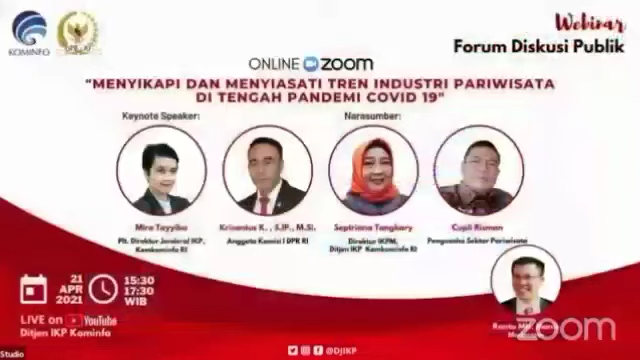 KOMINFO
DPR RI
Webinar
Forum Diskusi Publik
ONLINE zoom
"MENYIKAPI DAN MENYIASATI TREN INDUSTRI PARIWISATA
DI TENGAH PANDEMI COVID 19"
Keynote Speaker:
Narasumber:
Mira Tayyiba
Plt. Direktur Jenderal IKP,
Kemkominfo RI
Krisantus K. , S.IP., M.Si.
Anggota Komisi I DPR RI
Septriana Tangkary
Direktur IKPM,
Ditjen IKP Kemkominfo RI
Cupli Risman
Pengusaha Sektor Pariwisata
21
APR
2021
15:30
17:30
WIB
LIVE on YouTube
Ditjen IKP Kominfo
@DJIKP
zoom
Studio